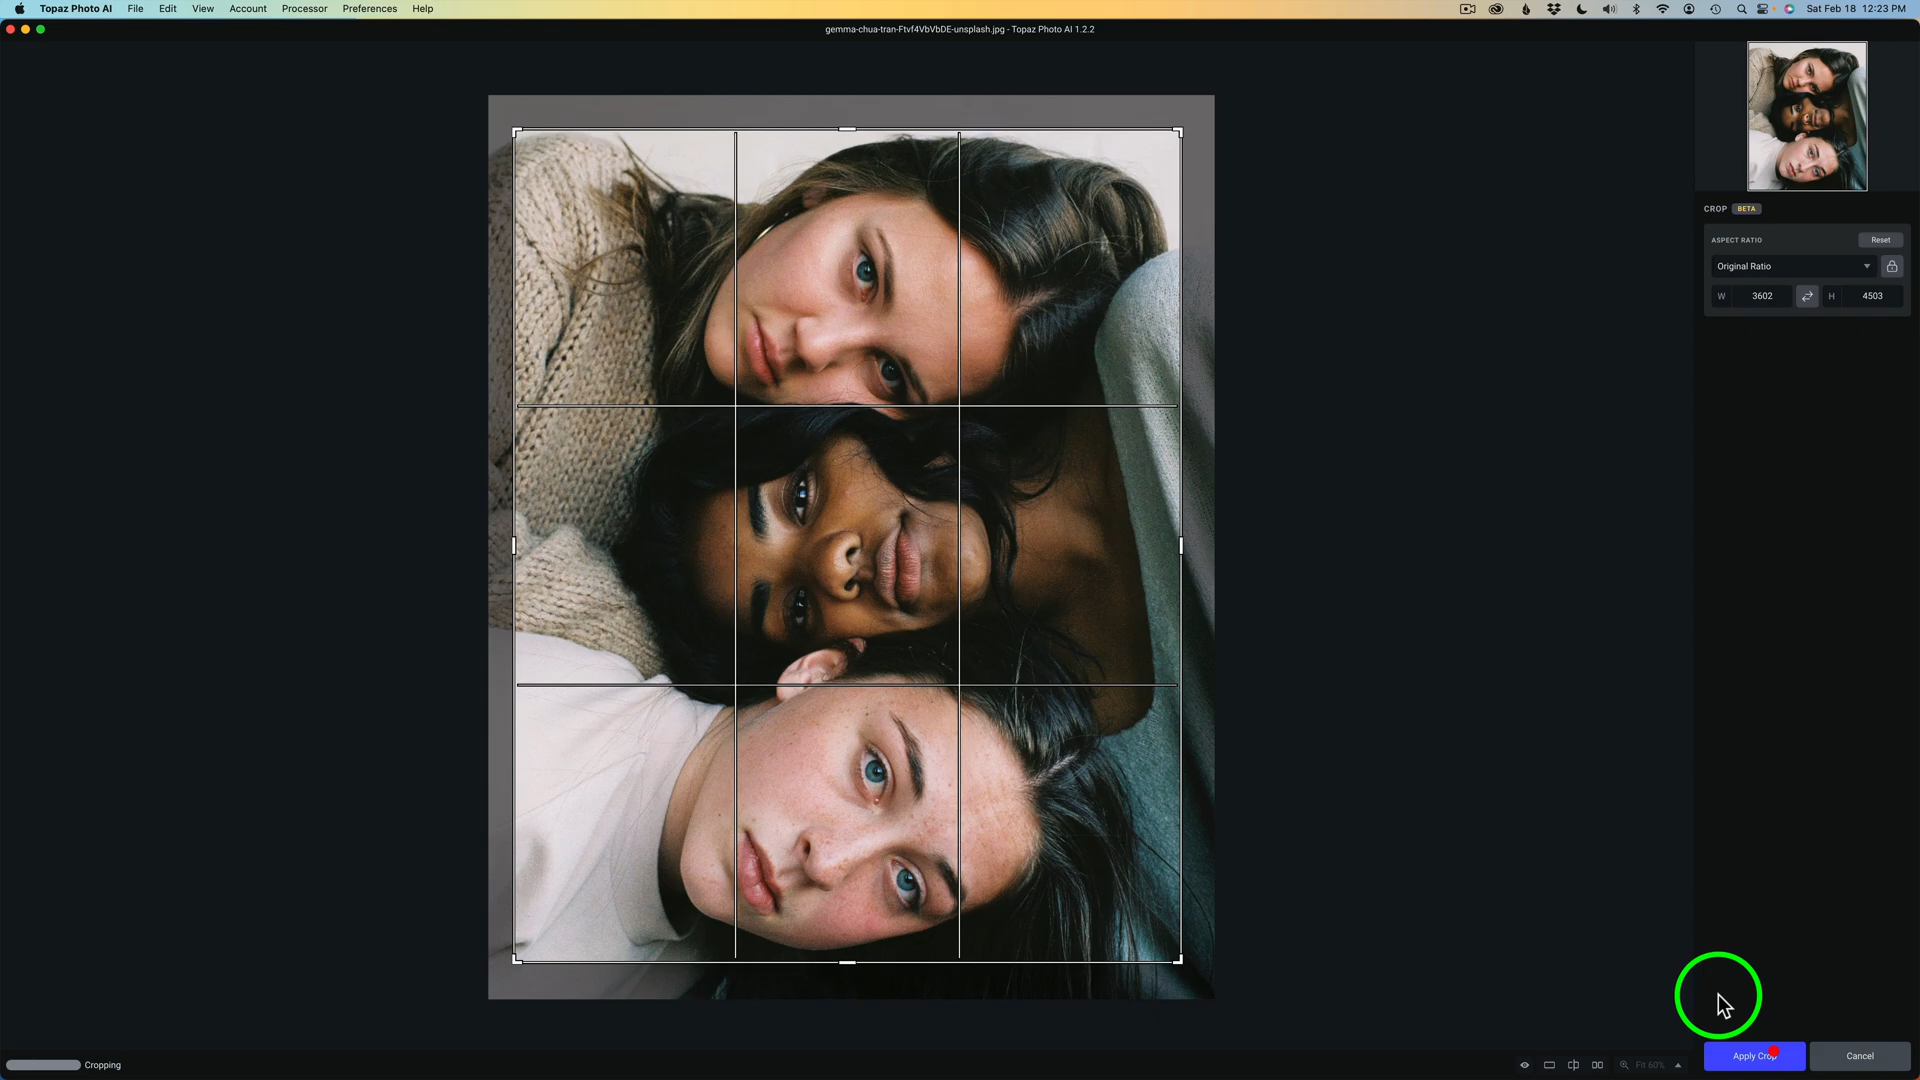 Topaz Photo AI File Edit View Account Processor Preferences Help Sat Feb 18 12:23 PM
gemma-chua-tran-Ftvf4VbVbDE-unsplash.jpg - Topaz Photo AI 1.2.2
CROP BETA
ASPECT RATIO Reset
Original Ratio
W 3602 H 4503
Cropping Fit 60% Apply Crop Cancel